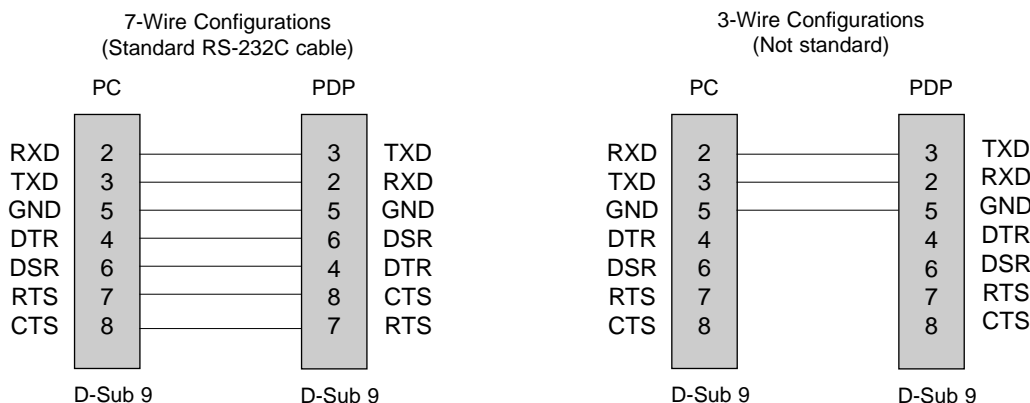 7-Wire Configurations
(Standard RS-232C cable)
PC PDP
RXD 2 3 TXD
TXD 3 2 RXD
GND 5 5 GND
DTR 4 6 DSR
DSR 6 4 DTR
RTS 7 8 CTS
CTS 8 7 RTS
D-Sub 9 D-Sub 9
3-Wire Configurations
(Not standard)
PC PDP
RXD 2 3 TXD
TXD 3 2 RXD
GND 5 5 GND
DTR 4 4 DTR
DSR 6 6 DSR
RTS 7 7 RTS
CTS 8 8 CTS
D-Sub 9 D-Sub 9